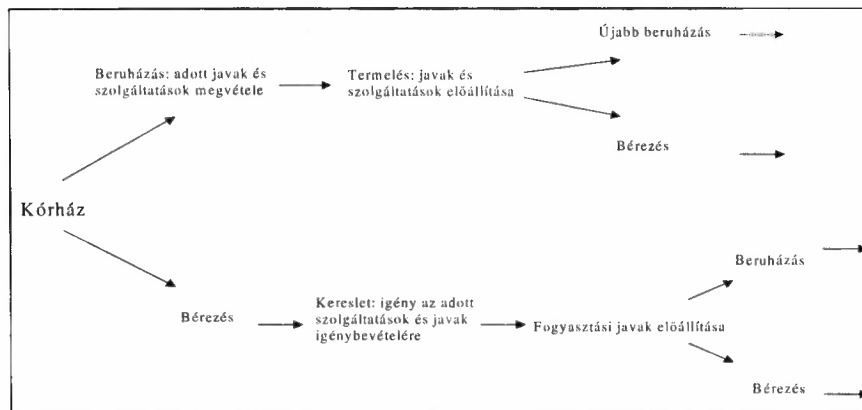 Újabb beruházás
Beruházás: adott javak és
szolgáltatások megvétele
Termelés: javak és
szolgáltatások előállítása
Bérezés
Kórház
Beruházás
Bérezés
Kereslet: igény az adott
szolgáltatások és javak
igénybevételére
Fogyasztási javak előállítása
Bérezés